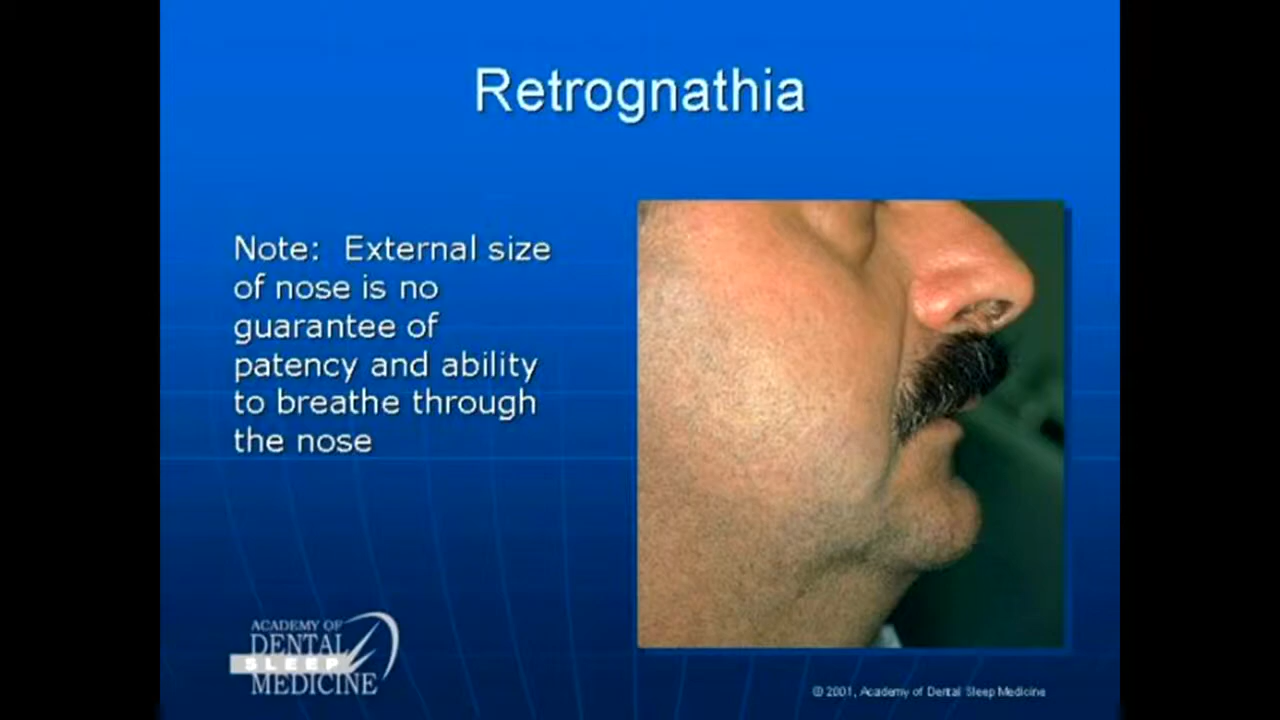 Retrognathia
Note: External size
of nose is no
guarantee of
patency and ability
to breathe through
the nose
ACADEMY OF
DENTAL
SLEEP
MEDICINE
© 2001, Academy of Dental Sleep Medicine